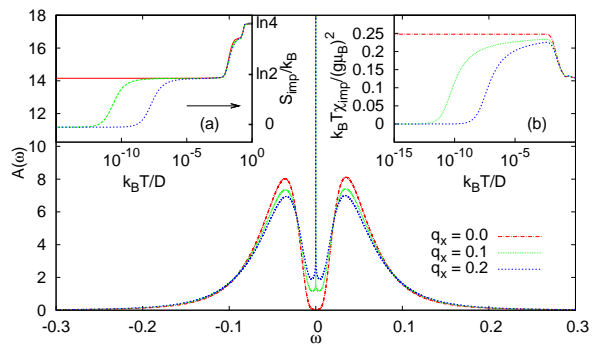 18
16
14
12
10
8
6
4
2
0
A(ω)
-0.3
-0.2
-0.1
0
0.1
0.2
0.3
ω
ln4
ln2
0
S_imp/k_B
(a)
10^-10
10^-5
10^0
k_BT/D
0.25
0.2
0.15
0.1
0.05
0
k_BTχ_imp/(gμ_B)^2
(b)
10^-15
10^-10
10^-5
k_BT/D
q_x = 0.0
q_x = 0.1
q_x = 0.2